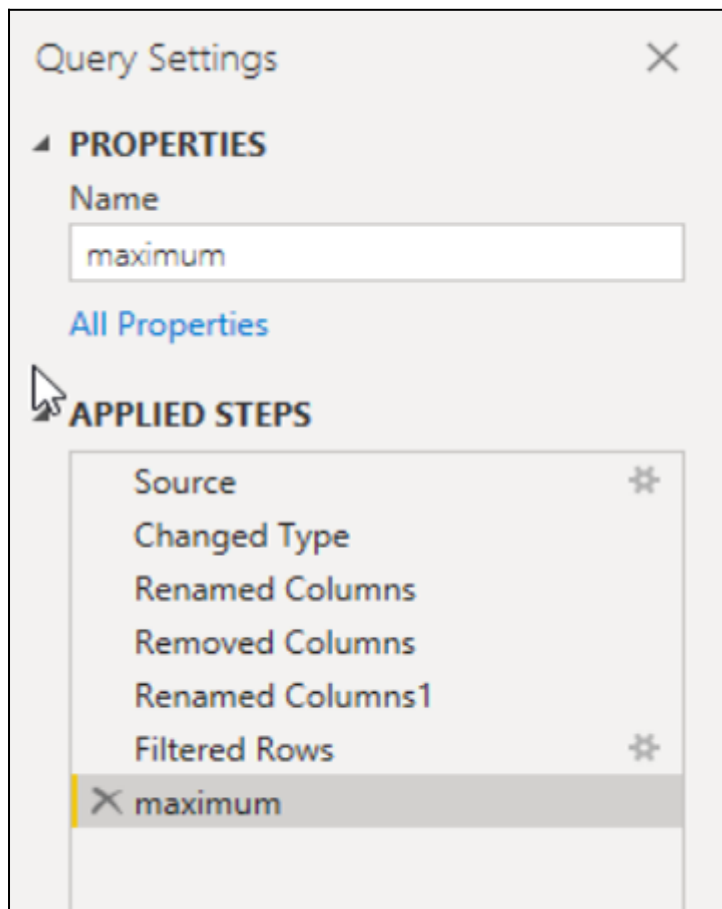 Query Settings
PROPERTIES
Name
maximum
All Properties
APPLIED STEPS
Source
Changed Type
Renamed Columns
Removed Columns
Renamed Columns1
Filtered Rows
maximum